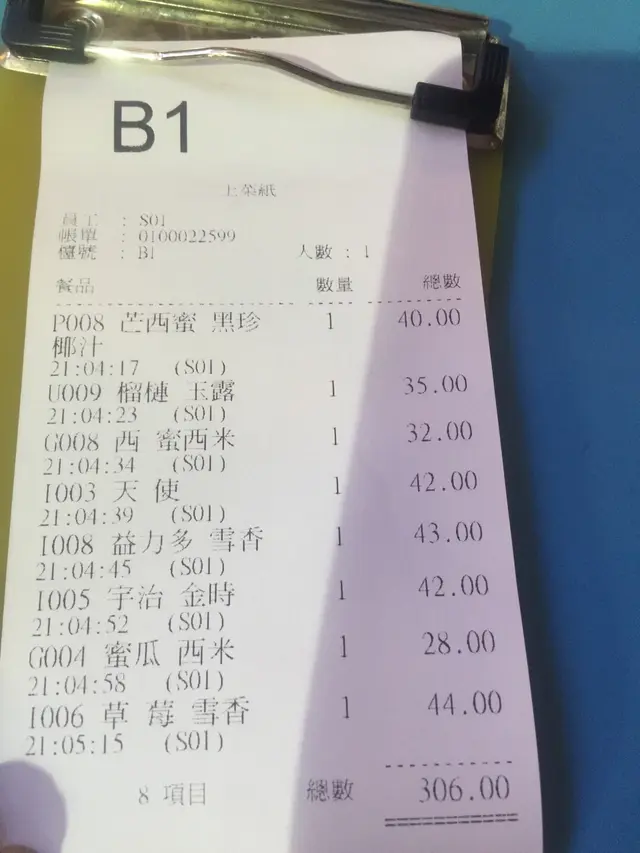 B1
上菜紙
員工 : S01
帳單 : 0100022599
檯號 : B1 人數 : 1
餐品 數量 總數
P008 芒西蜜 黑珍 1 40.00
椰汁
21:04:17 (S01)
U009 榴槤 玉露 1 35.00
21:04:23 (S01)
G008 西 蜜西米 1 32.00
21:04:34 (S01)
I003 天 使 1 42.00
21:04:39 (S01)
I008 益力多 雪香 1 43.00
21:04:45 (S01)
I005 宇治 金時 1 42.00
21:04:52 (S01)
G004 蜜瓜 西米 1 28.00
21:04:58 (S01)
I006 草 莓 雪香 1 44.00
21:05:15 (S01)
8 項目 總數 306.00